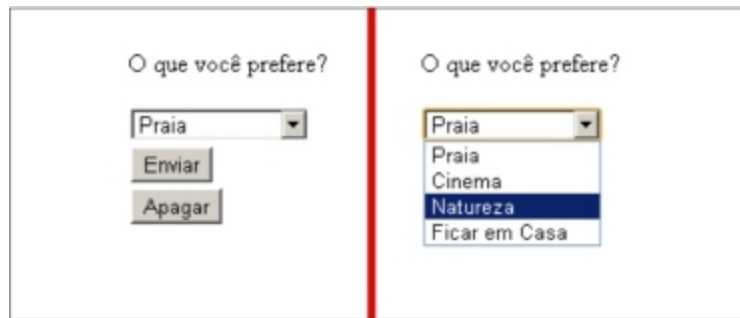 O que você prefere?
Praia
Enviar
Apagar
O que você prefere?
Praia
Praia
Cinema
Natureza
Ficar em Casa